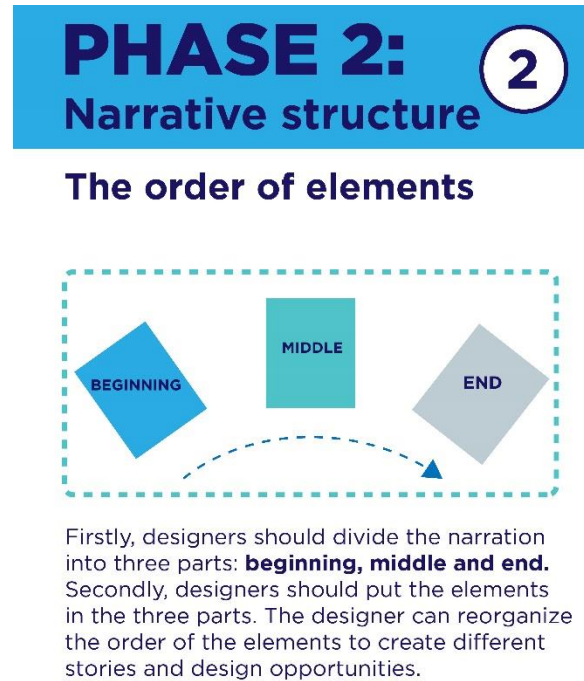 PHASE 2:
2
Narrative structure
The order of elements
BEGINNING
MIDDLE
END
Firstly, designers should divide the narration
into three parts: beginning, middle and end.
Secondly, designers should put the elements
in the three parts. The designer can reorganize
the order of the elements to create different
stories and design opportunities.